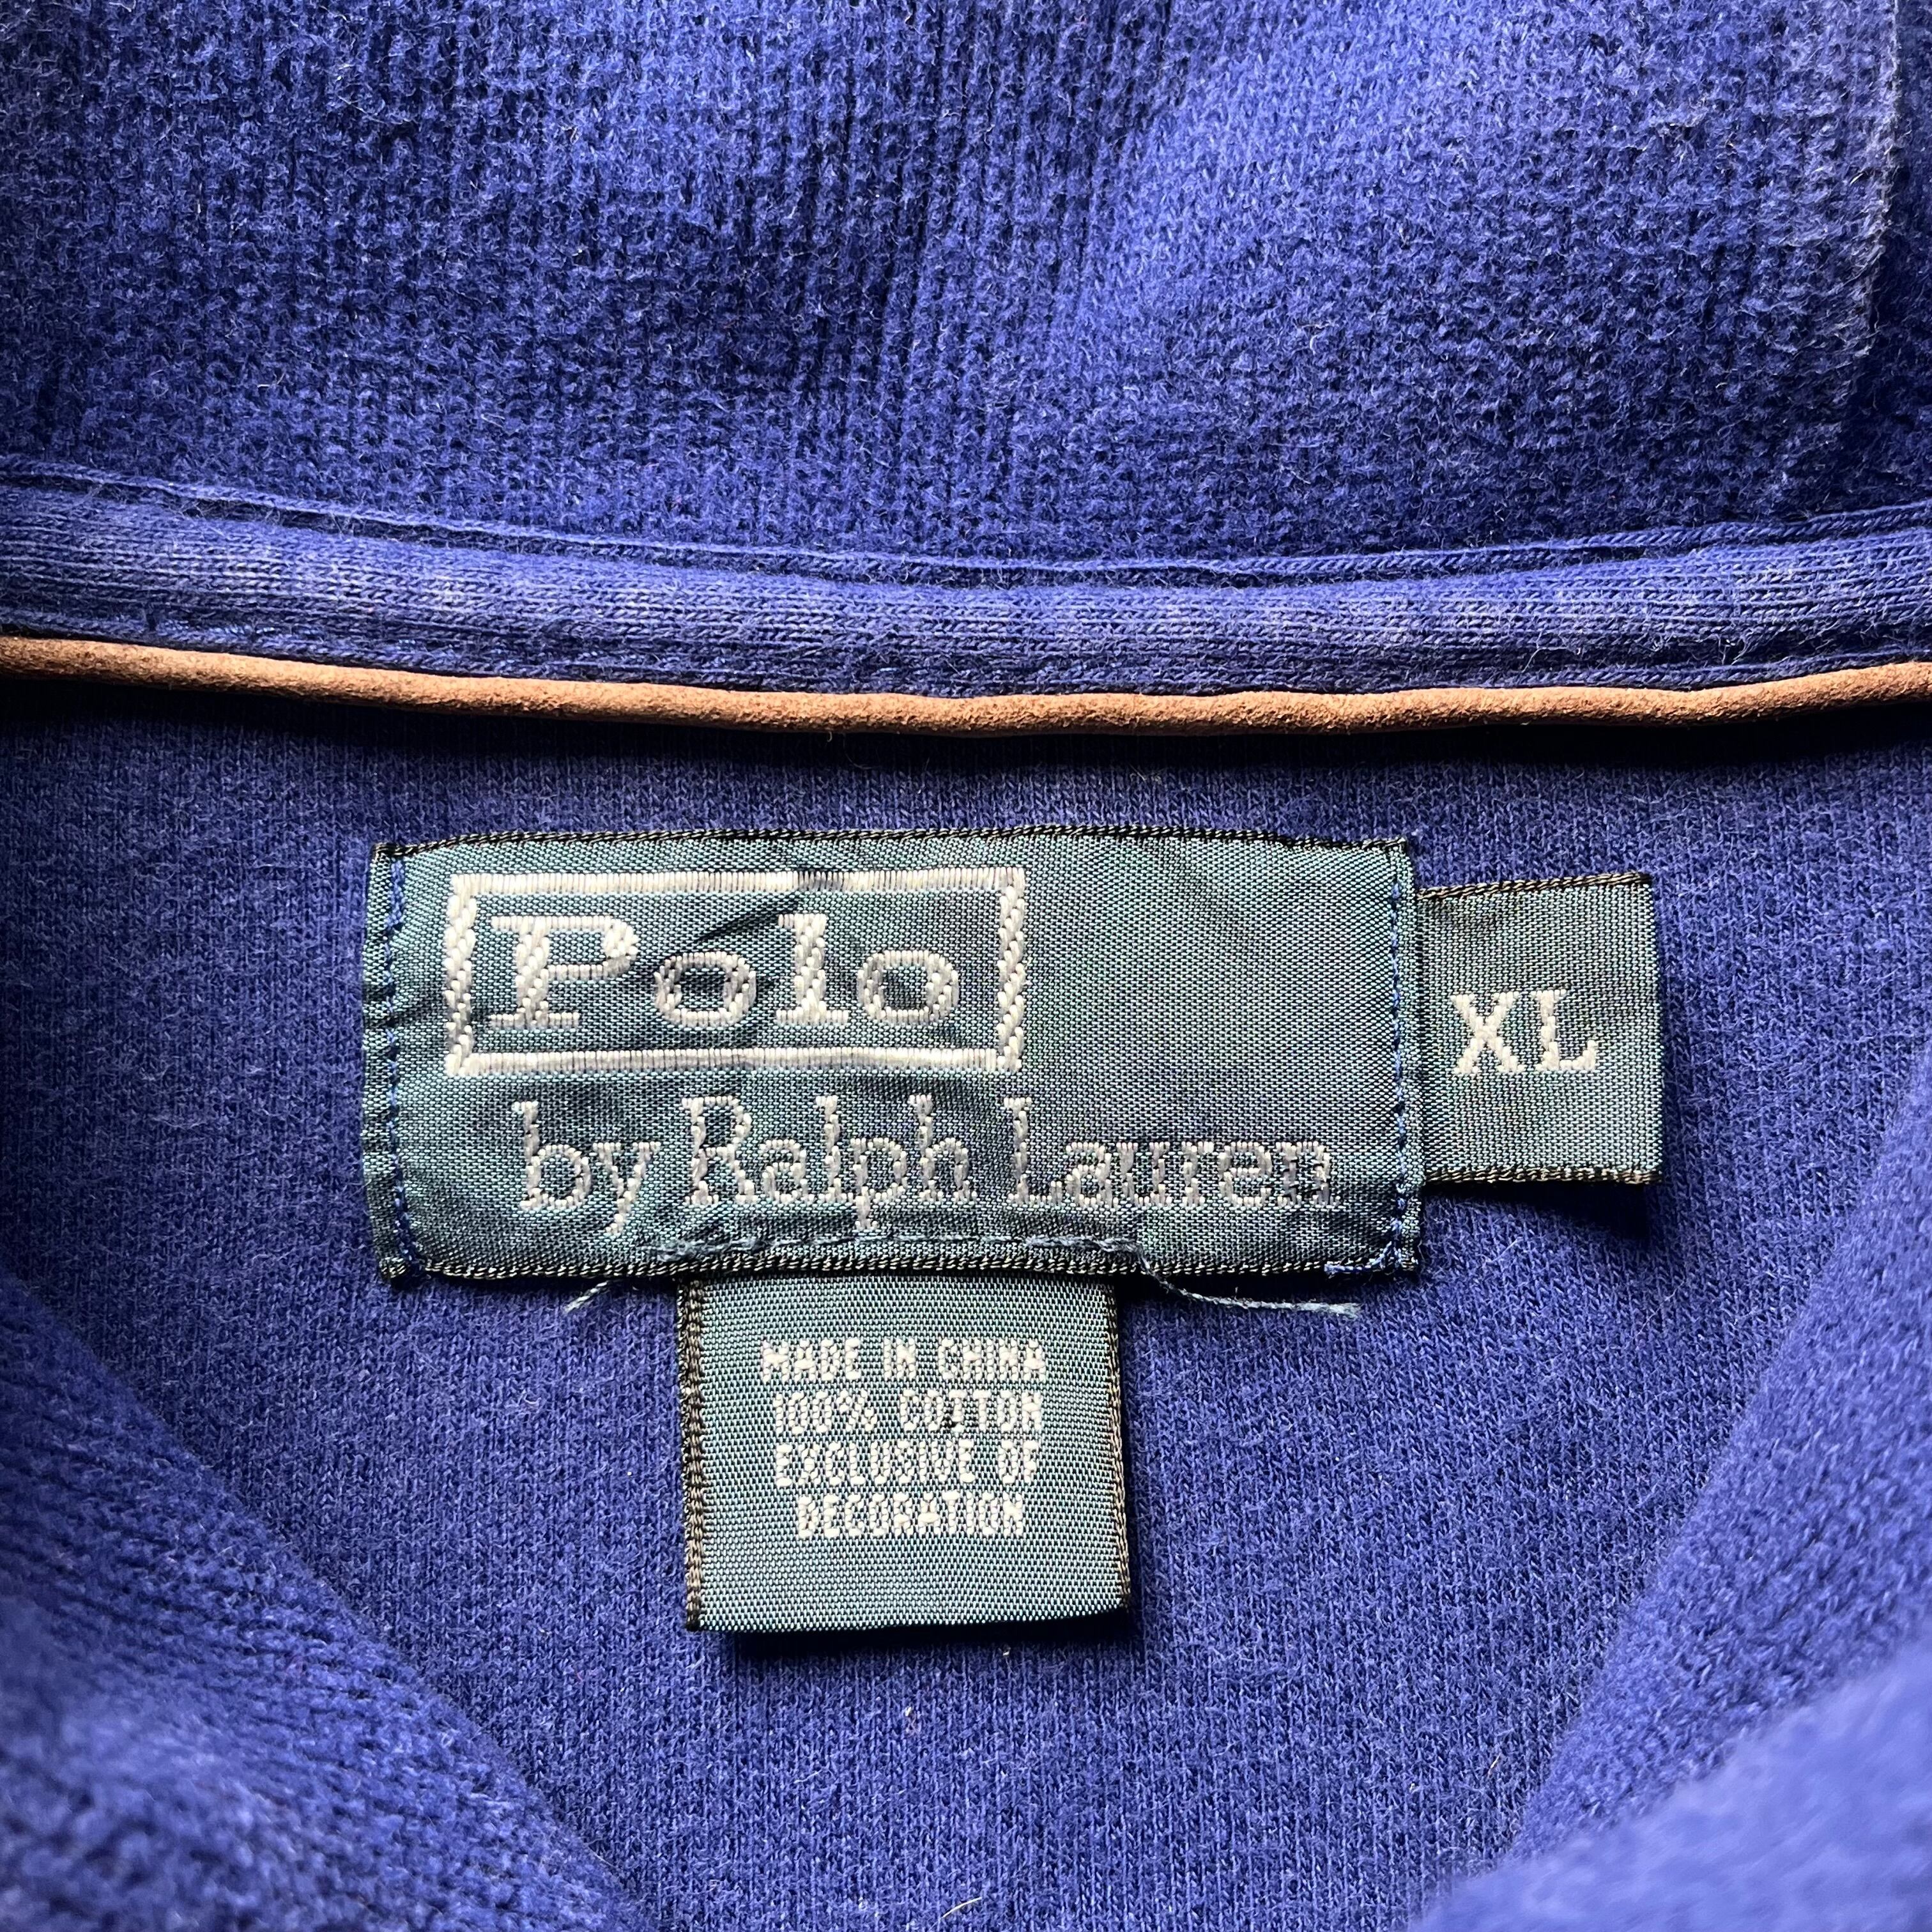 Polo
by Ralph Lauren
XL
MADE IN CHINA
100% COTTON
EXCLUSIVE OF
DECORATION